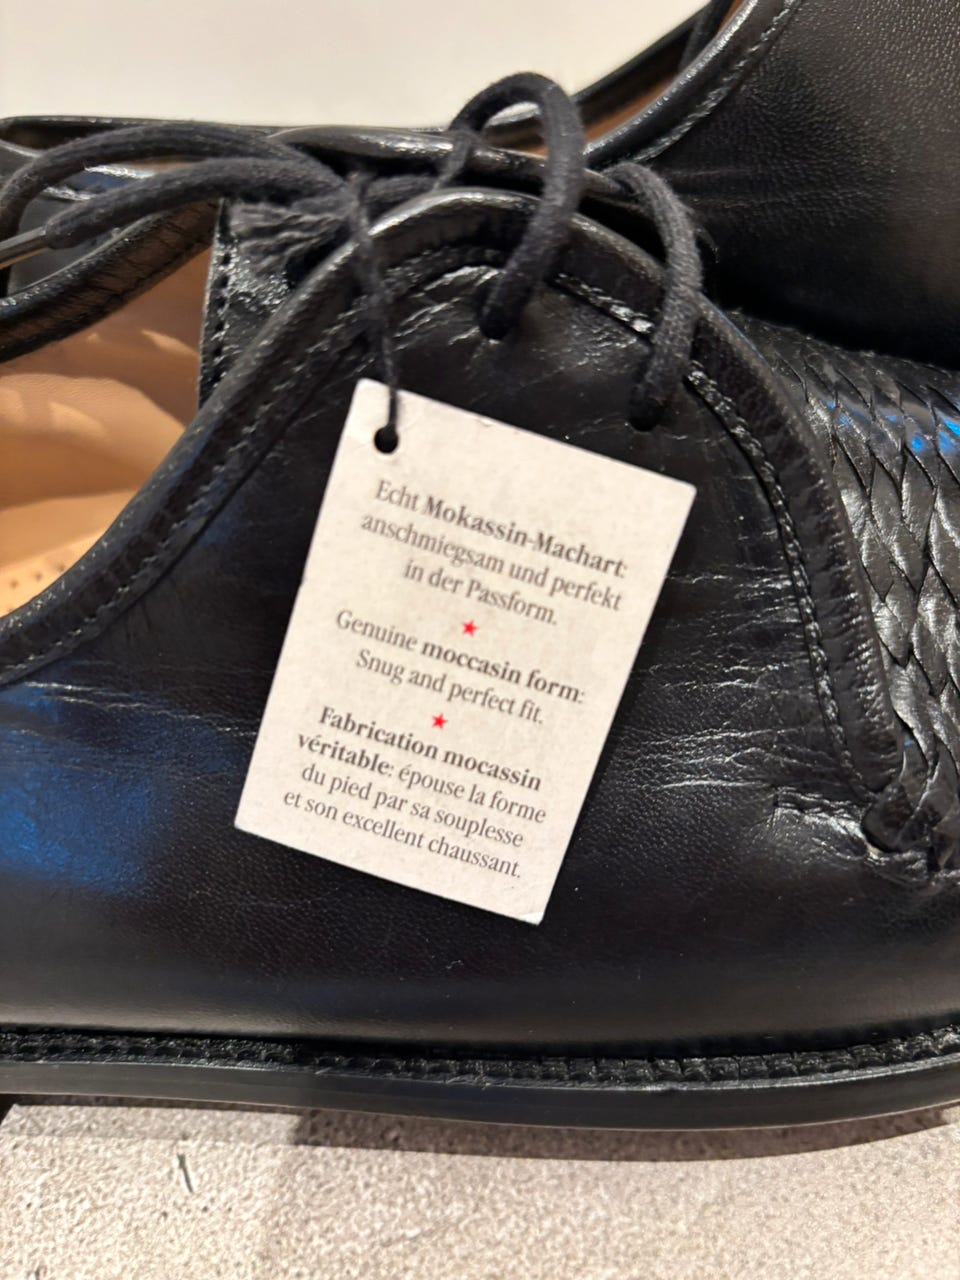 Echt Mokassin-Machart:
anschmiegsam und perfekt
in der Passform.
Genuine moccasin form:
Snug and perfect fit.
Fabrication mocassin
véritable: épouse la forme
du pied par sa souplesse
et son excellent chaussant.